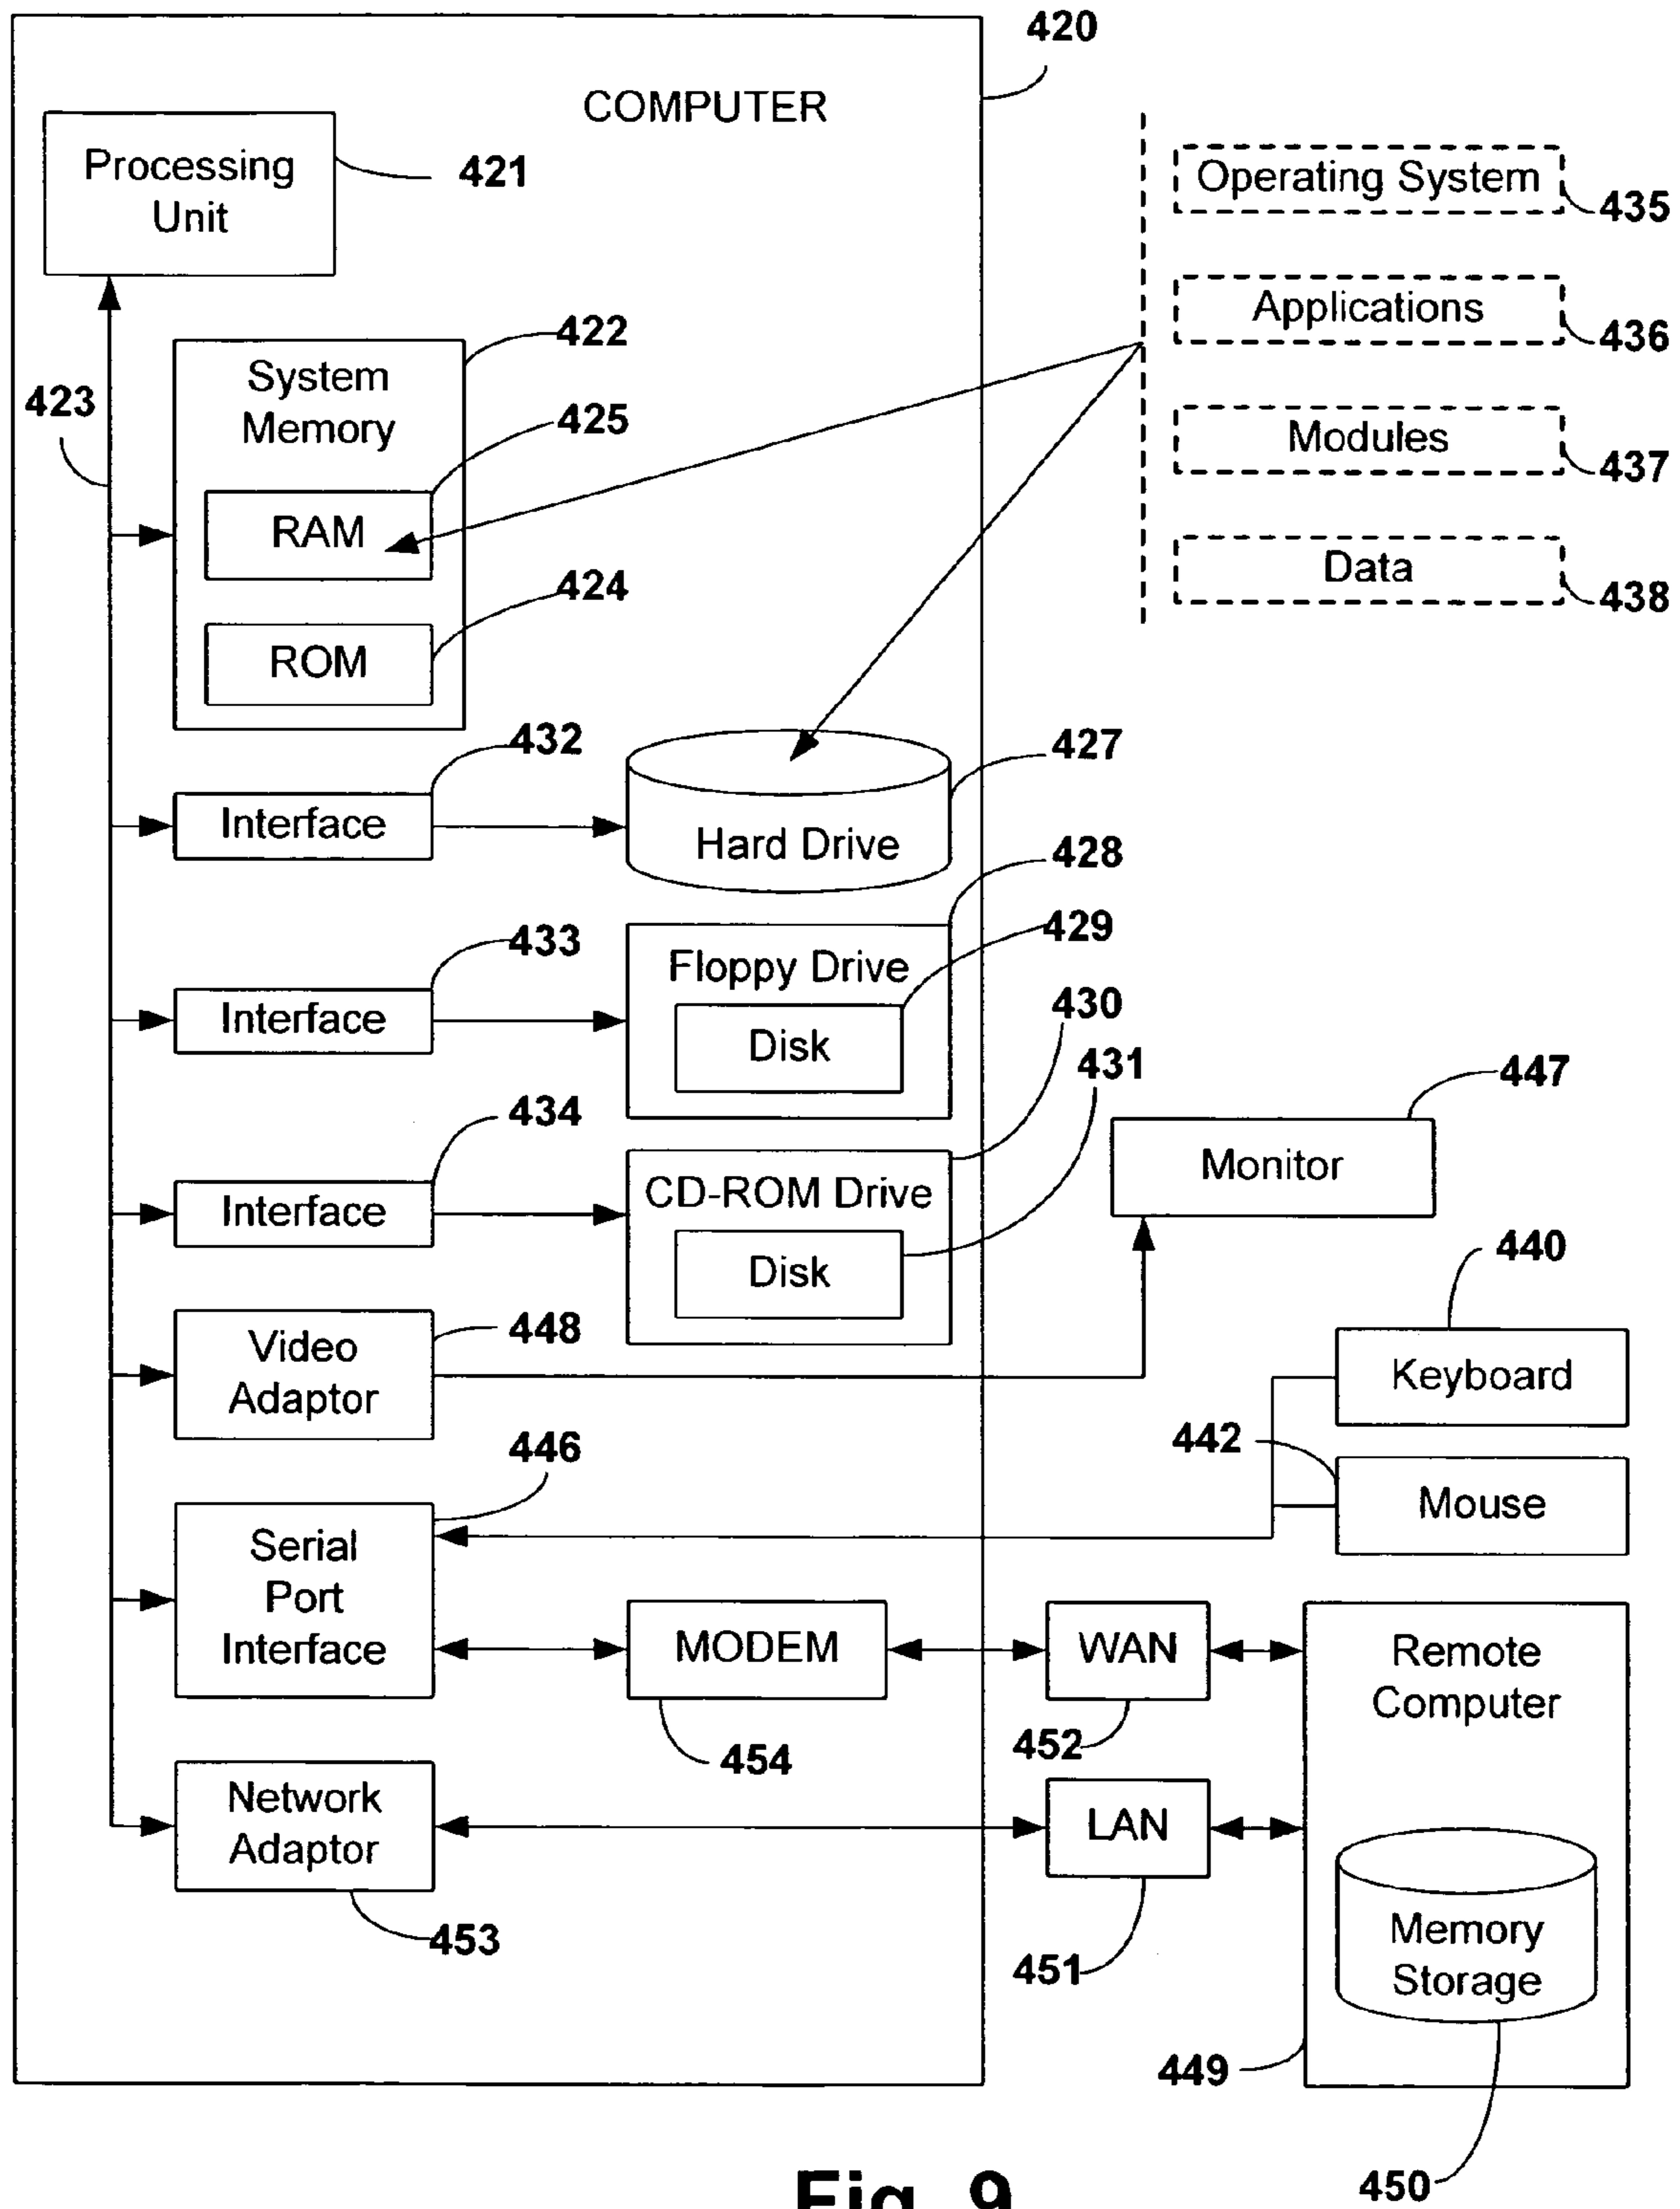 420
COMPUTER
Processing
Unit
421
Operating System
435
Applications
436
Modules
437
Data
438
423
System
Memory
422
425
RAM
424
ROM
432
Interface
Hard Drive
427
428
433
Interface
Floppy Drive
429
Disk
430
431
434
Interface
CD-ROM Drive
Disk
447
Monitor
440
Keyboard
442
Mouse
Video
Adaptor
448
446
Serial
Port
Interface
MODEM
454
WAN
452
Remote
Computer
Network
Adaptor
453
LAN
451
Memory
Storage
449
450
Fig. 9